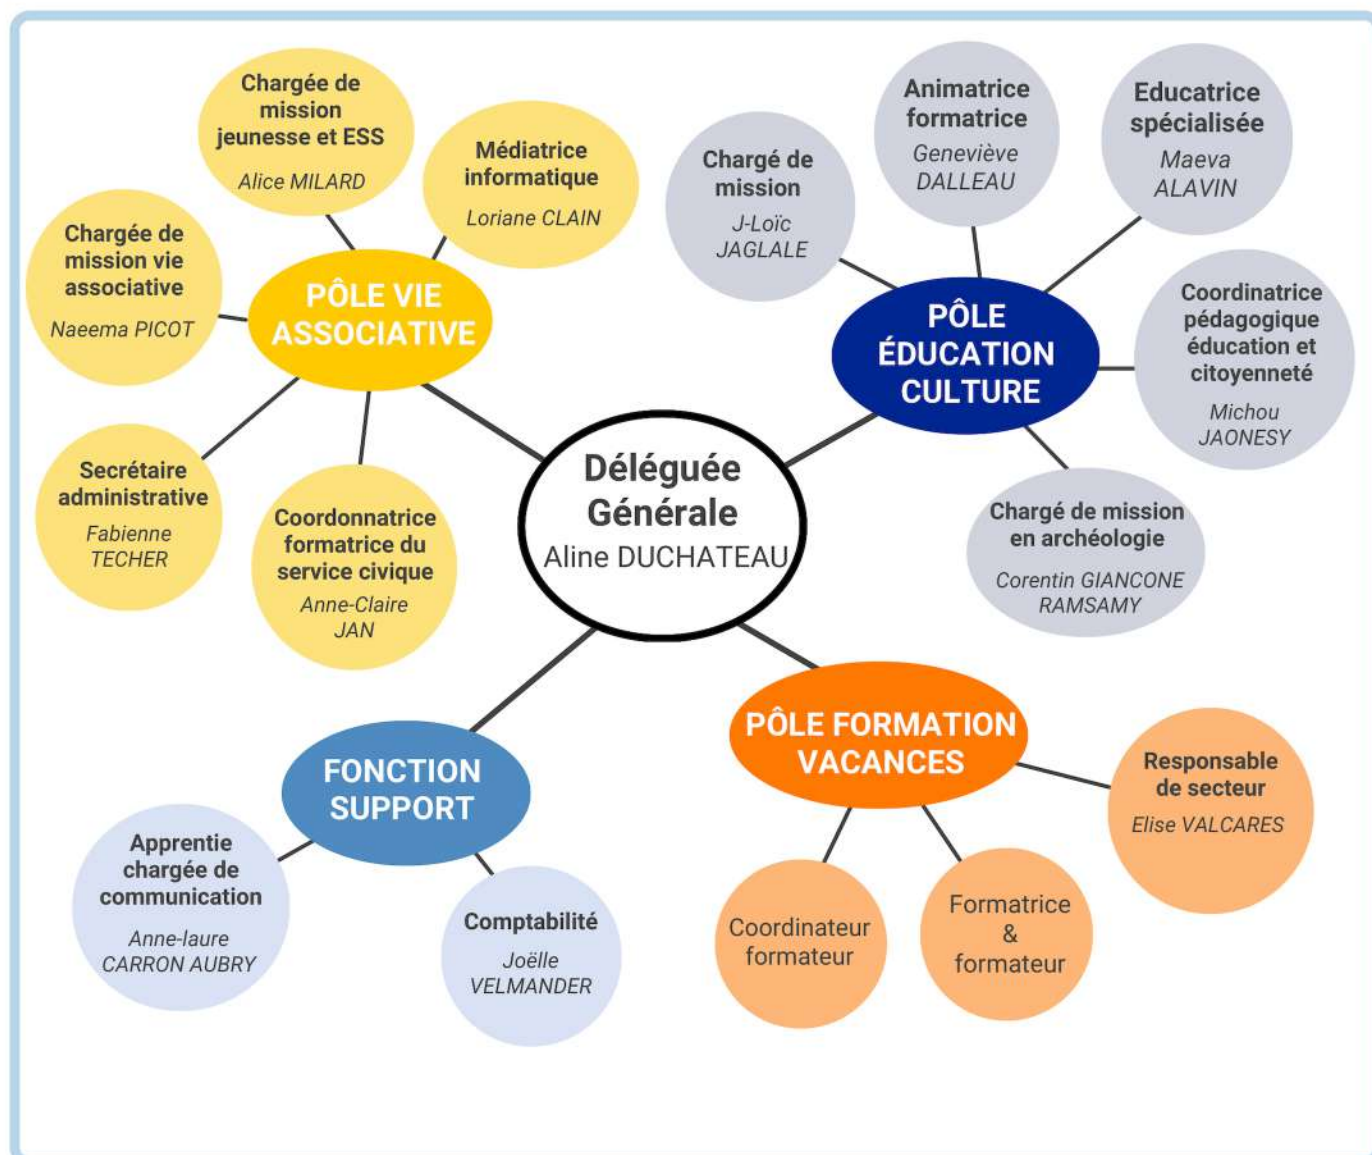 Chargée de
mission
jeunesse et ESS
Alice MILARD
Médiatrice
informatique
Loriane CLAIN
Chargée de
mission vie
associative
Naeema PICOT
PÔLE VIE
ASSOCIATIVE
Secrétaire
administrative
Fabienne
TECHER
Coordonnatrice
formatrice du
service civique
Anne-Claire
JAN
Chargé de
mission
J-Loïc
JAGLALE
Animatrice
formatrice
Geneviève
DALLEAU
Educatrice
spécialisée
Maeva
ALAVIN
PÔLE
ÉDUCATION
CULTURE
Coordinatrice
pédagogique
éducation et
citoyenneté
Michou
JAONESY
Chargé de mission
en archéologie
Corentin GIANCONE
RAMSAMY
Déléguée
Générale
Aline DUCHATEAU
FONCTION
SUPPORT
Apprentie
chargée de
communication
Anne-laure
CARRON AUBRY
Comptabilité
Joëlle
VELMANDER
PÔLE FORMATION
VACANCES
Responsable
de secteur
Elise VALCARES
Coordinateur
formateur
Formatrice
&
formateur